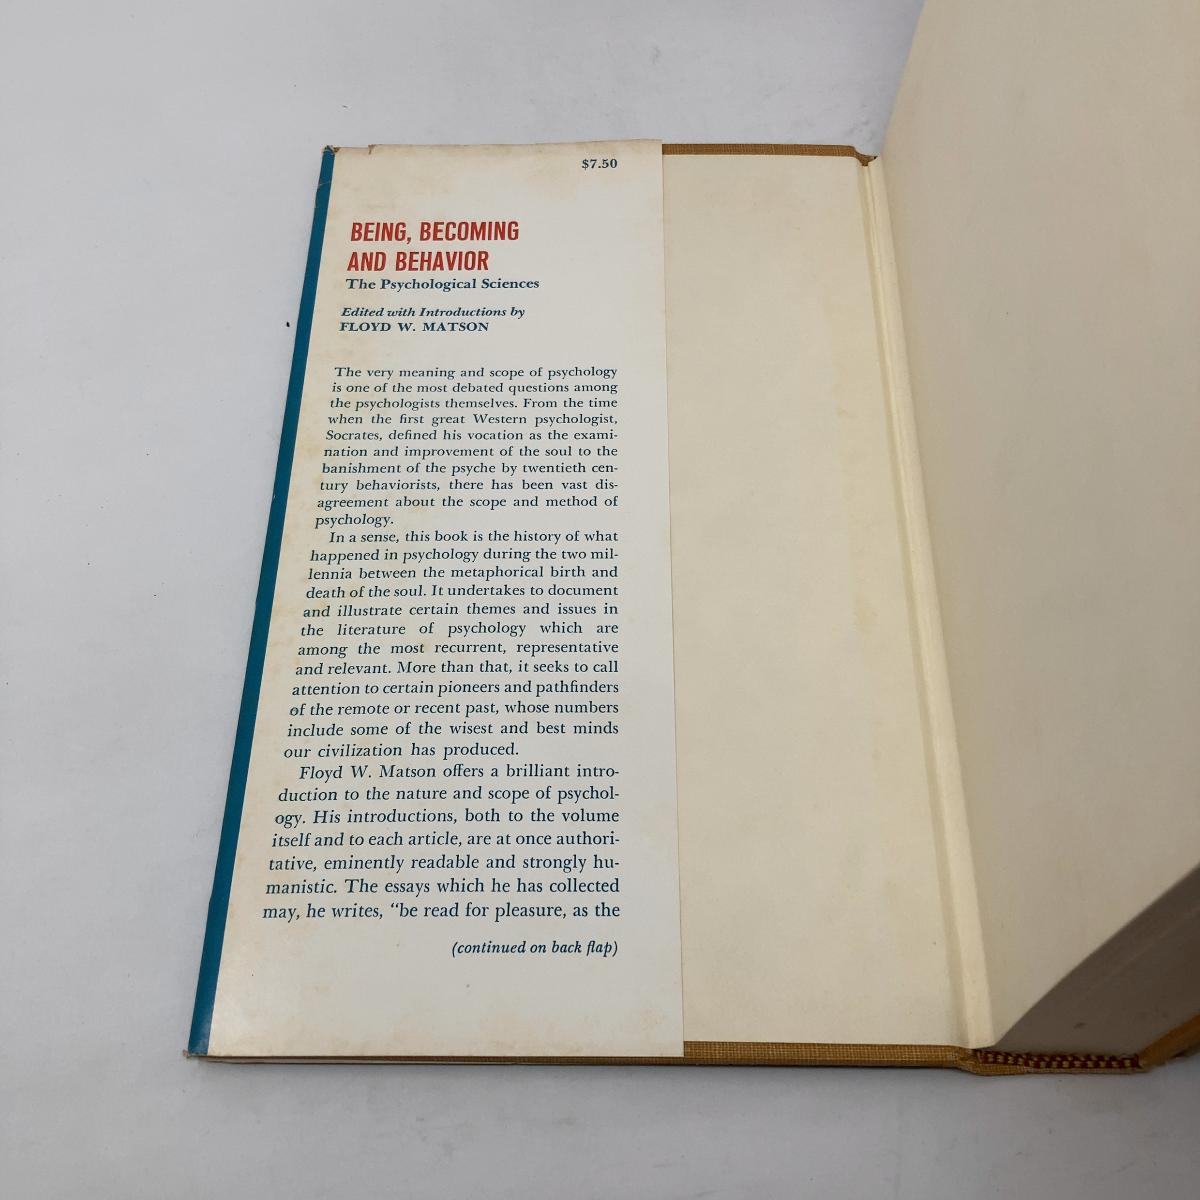 $7.50
BEING, BECOMING
AND BEHAVIOR
The Psychological Sciences
Edited with Introductions by
FLOYD W. MATSON
The very meaning and scope of psychology
is one of the most debated questions among
the psychologists themselves. From the time
when the first great Western psychologist,
Socrates, defined his vocation as the exami-
nation and improvement of the soul to the
banishment of the psyche by twentieth cen-
tury behaviorists, there has been vast dis-
agreement about the scope and method of
psychology.
In a sense, this book is the history of what
happened in psychology during the two mil-
lennia between the metaphorical birth and
death of the soul. It undertakes to document
and illustrate certain themes and issues in
the literature of psychology which are
among the most recurrent, representative
and relevant. More than that, it seeks to call
attention to certain pioneers and pathfinders
of the remote or recent past, whose numbers
include some of the wisest and best minds
our civilization has produced.
Floyd W. Matson offers a brilliant intro-
duction to the nature and scope of psychol-
ogy. His introductions, both to the volume
itself and to each article, are at once authori-
tative, eminently readable and strongly hu-
manistic. The essays which he has collected
may, he writes, "be read for pleasure, as the
(continued on back flap)